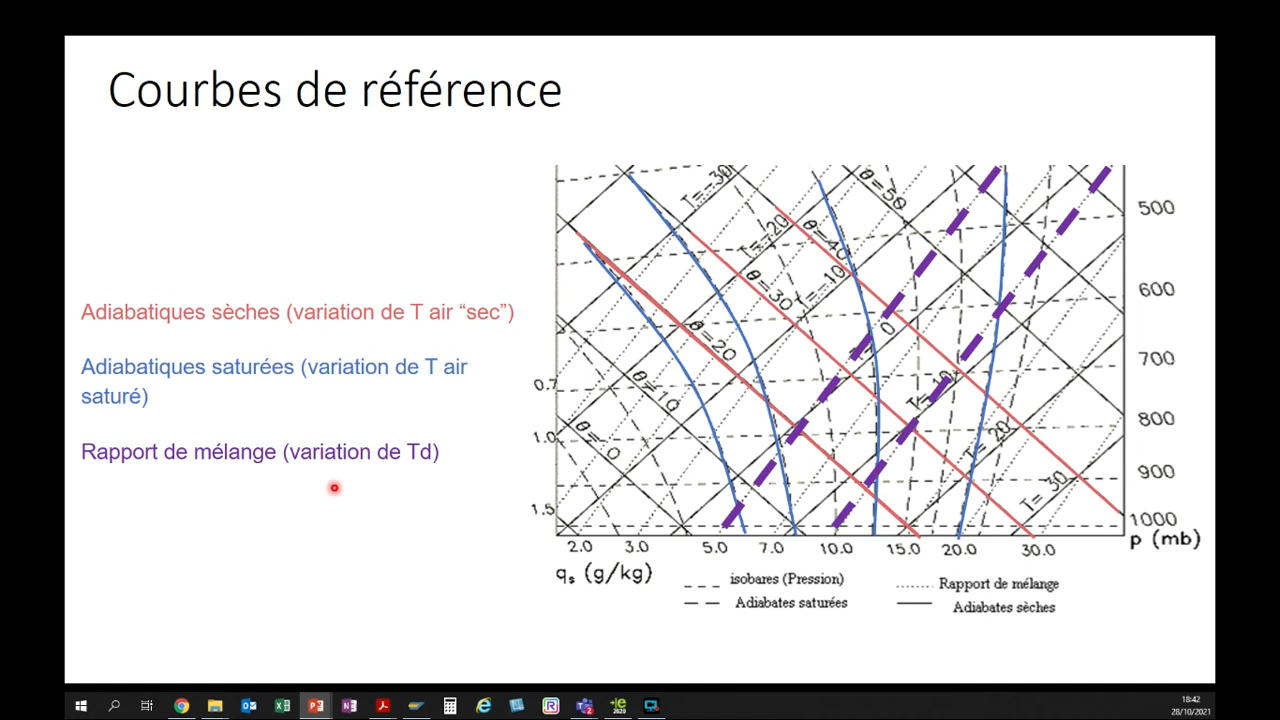 Courbes de référence
Adiabatiques sèches (variation de T air “sec”)
Adiabatiques saturées (variation de T air
saturé)
Rapport de mélange (variation de Td)
T=-30
T=-20
T=-10
T=10
T=20
T=30
θ=50
θ=40
θ=30
θ=20
θ=10
θ=0
500
600
700
800
900
1000
p (mb)
0.7
1.0
1.5
2.0 3.0 5.0 7.0 10.0 15.0 20.0 30.0
qs (g/kg)
isobares (Pression)
Adiabates saturées
Rapport de mélange
Adiabates sèches
18:42
28/10/2021